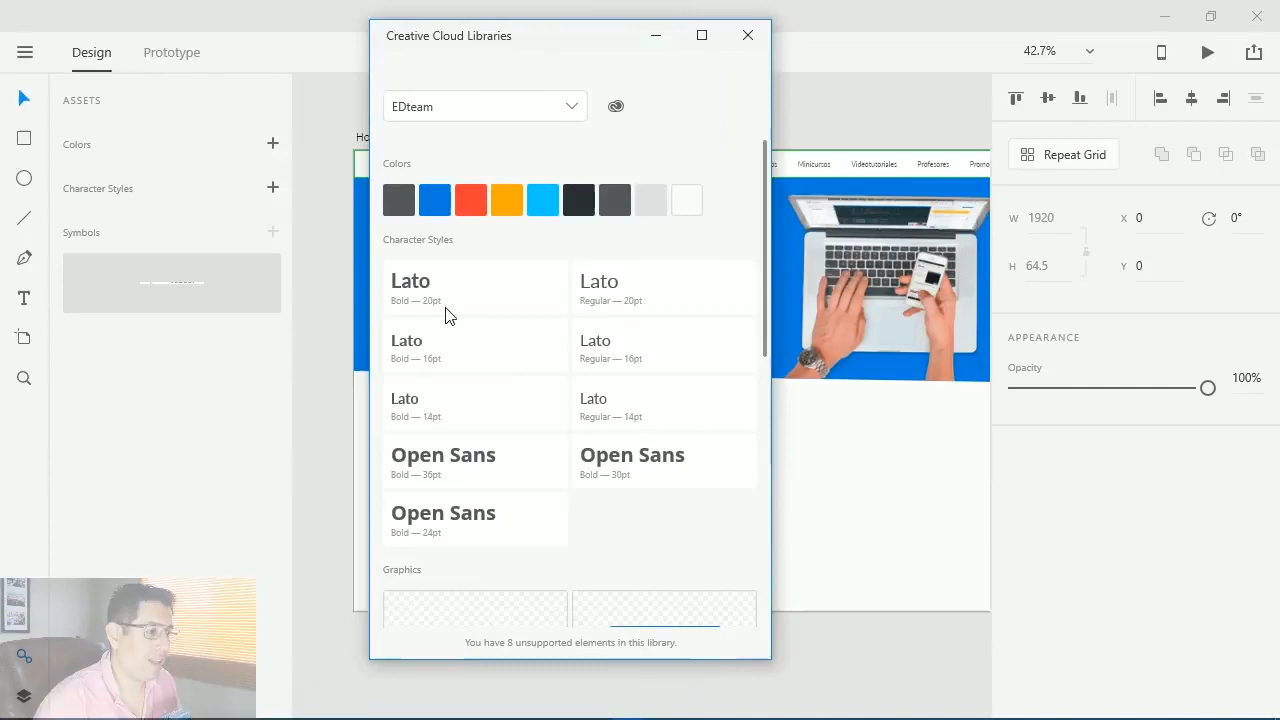 Creative Cloud Libraries
Design
Prototype
42.7%
ASSETS
Colors
Character Styles
Symbols
EDteam
Colors
Character Styles
Lato
Bold — 20pt
Lato
Regular — 20pt
Lato
Bold — 16pt
Lato
Regular — 16pt
Lato
Bold — 14pt
Lato
Regular — 14pt
Open Sans
Bold — 36pt
Open Sans
Bold — 30pt
Open Sans
Bold — 24pt
Graphics
You have 8 unsupported elements in this library.
Minicursos
Videotutoriales
Profesores
Repeat Grid
W 1920
X 0
0°
H 64.5
Y 0
APPEARANCE
Opacity
100%